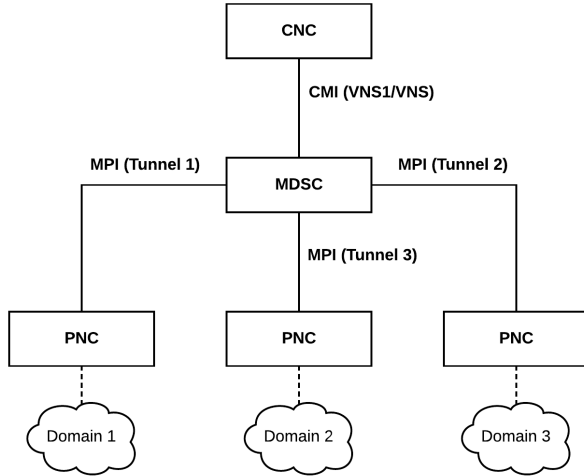 CNC
CMI (VNS1/VNS)
MPI (Tunnel 1)
MPI (Tunnel 2)
MDSC
MPI (Tunnel 3)
PNC
PNC
PNC
Domain 1
Domain 2
Domain 3